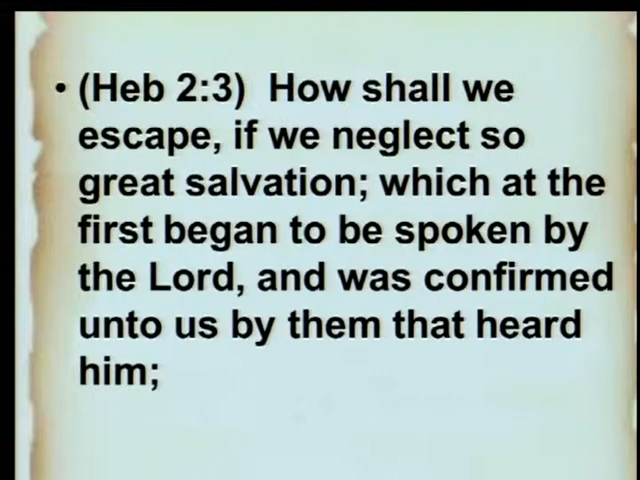 • (Heb 2:3) How shall we
escape, if we neglect so
great salvation; which at the
first began to be spoken by
the Lord, and was confirmed
unto us by them that heard
him;